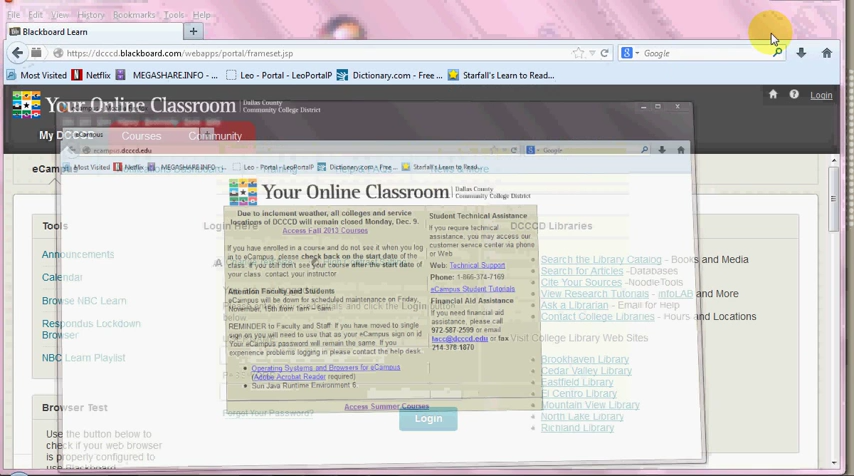 File Edit View History Bookmarks Tools Help
Blackboard Learn
https://dcccd.blackboard.com/webapps/portal/frameset.jsp
Google
Most Visited Netflix MEGASHARE.INFO - ... Leo - Portal - LeoPortalP Dictionary.com - Free ... Starfall's Learn to Read...
Your Online Classroom Dallas County
Community College District
Login
My DCCCD Courses Community
eCampus
ecampus.dcccd.edu
Google
Most Visited Netflix MEGASHARE.INFO - ... Leo - Portal - LeoPortalP Dictionary.com - Free ... Starfall's Learn to Read...
eCampus
Your Online Classroom Dallas County
Community College District
Tools
Announcements
Calendar
Browse NBC Learn
Respondus Lockdown
Browser
NBC Learn Playlist
Browser Test
Use the button below to
check if your web browser
is properly configured to
Login Here
Due to inclement weather, all colleges and service
locations of DCCCD will remain closed Monday, Dec. 9.
Access Fall 2013 Courses
If you have enrolled in a course and do not see it when you log
in to eCampus, please check back on the start date of
the class. If you still don't see your course after the start date of
class, contact your instructor
Attention Faculty and Students
eCampus will be down for scheduled maintenance on Friday,
November, 15th from 1am - 6am.
and click the Login button
below
REMINDER to Faculty and Staff: If you have moved to single
sign on you will need to use that as your eCampus sign on id
Your eCampus password will remain the same. If you
experience problems logging in please contact the help desk.
Operating Systems and Browsers for eCampus
(Adobe Acrobat Reader required)
Sun Java Runtime Environment 6
Access Summer Courses
Forgot Your Password?
Login
Student Technical Assistance
If you require technical
assistance, you may access our
customer service center via phone
or Web
Web: Technical Support
Phone: 1-866-374-7169
eCampus Student Tutorials
Financial Aid Assistance
If you need financial aid
assistance, please call
972-587-2599 or email
facc@dcccd.edu or fax
214-378-1870
DCCCD Libraries
Search the Library Catalog - Books and Media
Search for Articles -Databases
Cite Your Sources -NoodleTools
View Research Tutorials - infoLAB and More
Ask a Librarian - Email for Help
Contact College Libraries - Hours and Locations
Visit College Library Web Sites
Brookhaven Library
Cedar Valley Library
Eastfield Library
El Centro Library
Mountain View Library
North Lake Library
Richland Library